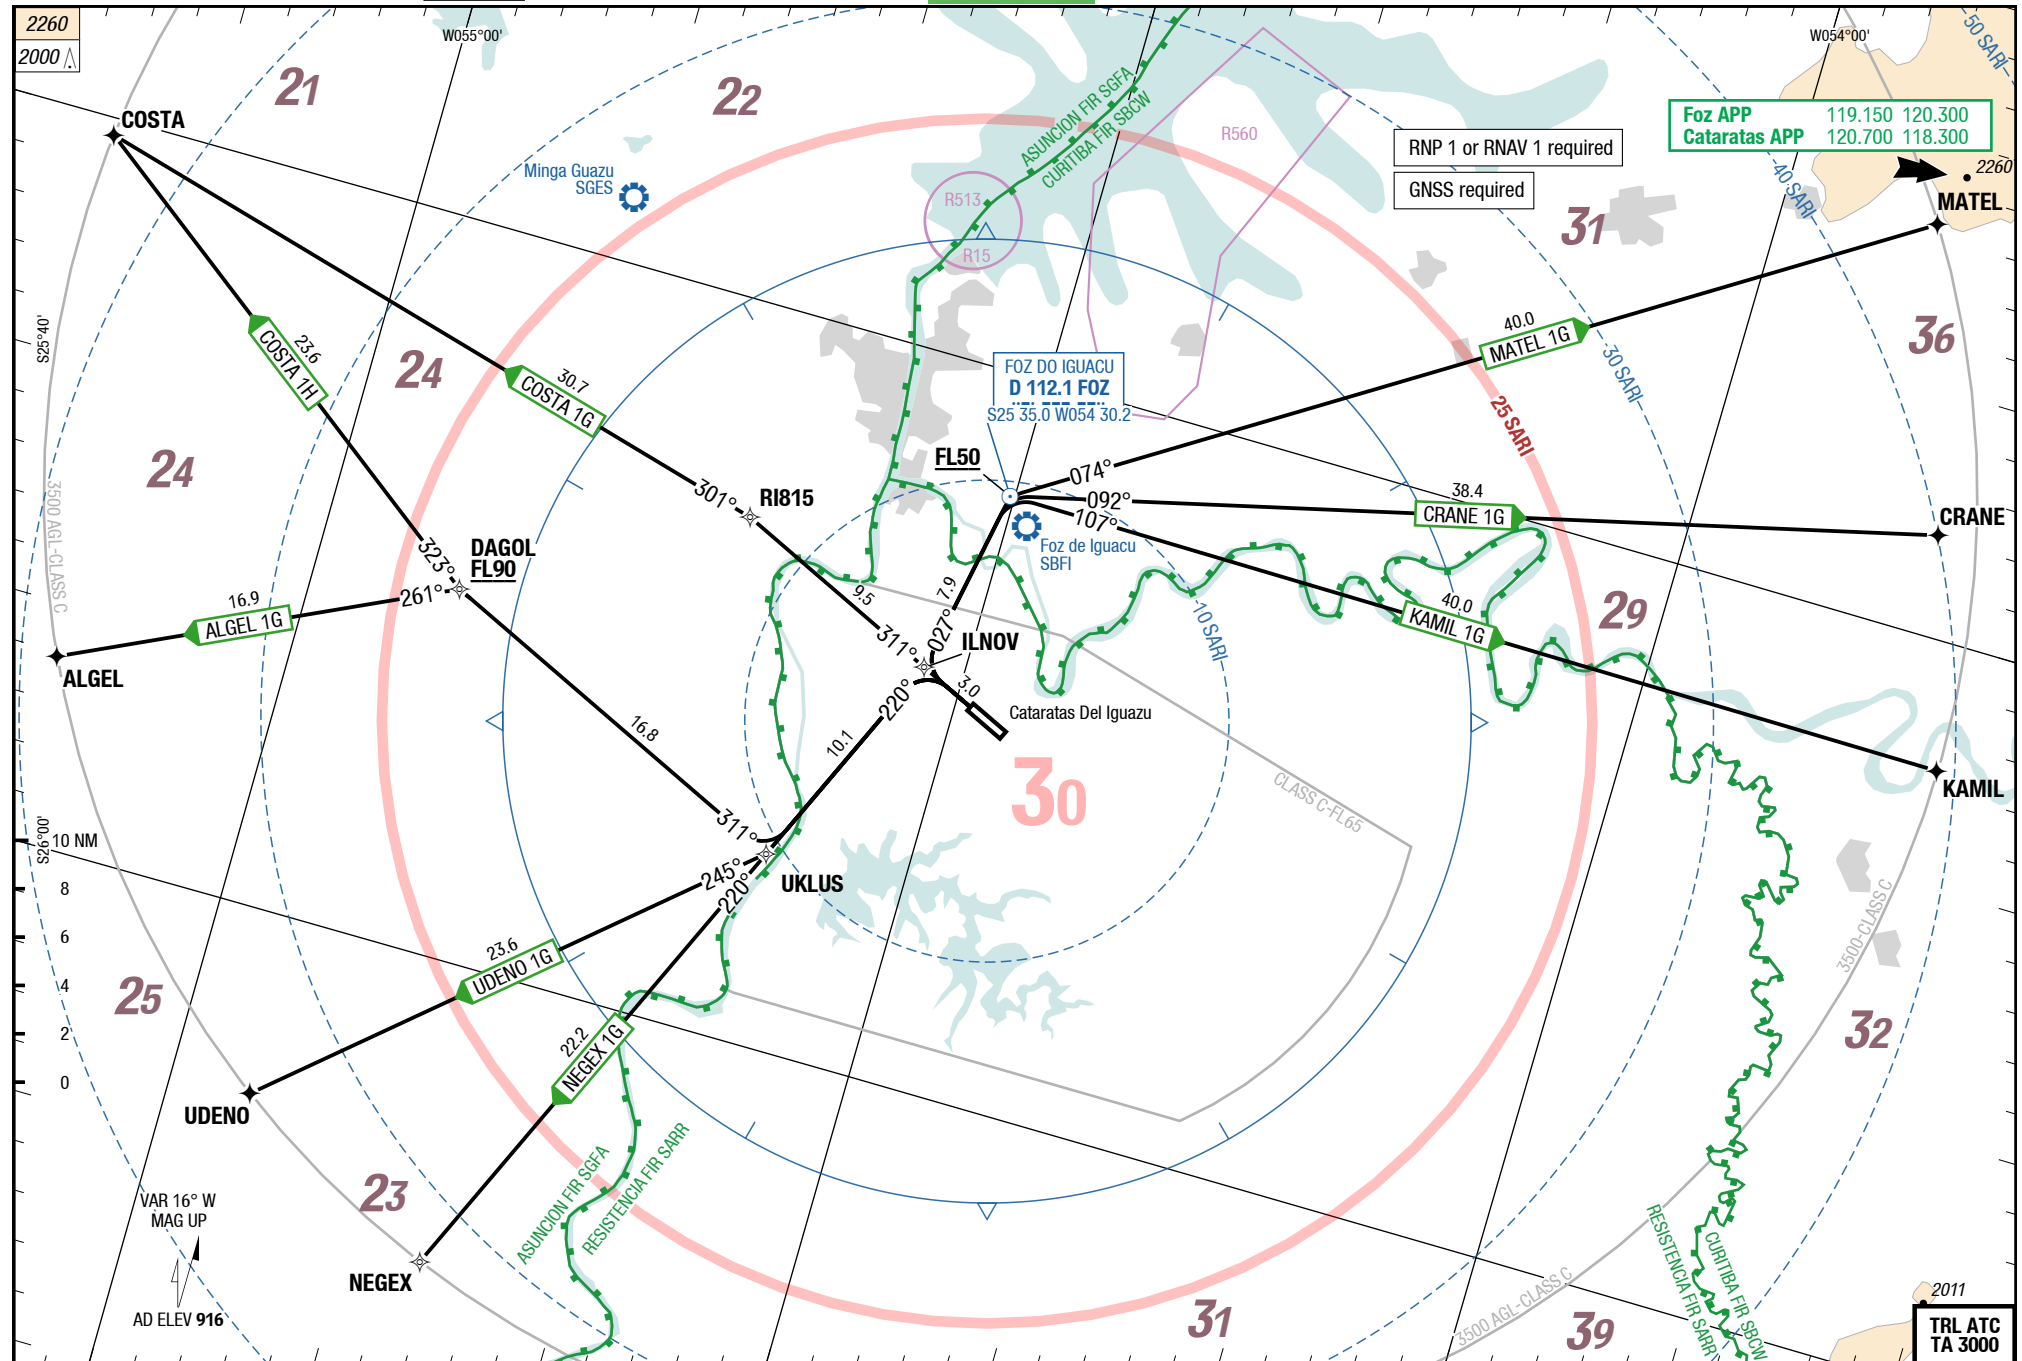 2260
2000
21
22
W055°00'
W054°00'
50 SARI
COSTA
ASUNCION FIR SGFA
CURITIBA FIR SBCW
R560
RNP 1 or RNAV 1 required
GNSS required
Foz APP 119.150 120.300
Cataratas APP 120.700 118.300
2260
MATEL
40 SARI
31
Minga Guazu
SGES
R513
R15
S25°40'
COSTA 1H
23.6
24
COSTA 1G
30.7
FOZ DO IGUACU
D 112.1 FOZ
S25 35.0 W054 30.2
40.0
MATEL 1G
30 SARI
36
25 SARI
24
3500 AGL-CLASS C
301°
RI815
FL50
074°
092°
107°
38.4
CRANE 1G
CRANE
323°
DAGOL
FL90
261°
Foz de Iguacu
SBFI
16.9
ALGEL 1G
ALGEL
9.5
311°
7.9
027°
ILNOV
10 SARI
40.0
KAMIL 1G
29
220°
3.0
Cataratas Del Iguazu
16.8
10.1
30
CLASS C-FL65
KAMIL
311°
S26°00'
10 NM
8
6
4
2
0
245°
220°
UKLUS
23.6
UDENO 1G
3500-CLASS C
25
32
22.2
NEGEX 1G
UDENO
23
VAR 16° W
MAG UP
AD ELEV 916
ASUNCION FIR SGFA
RESISTENCIA FIR SARR
NEGEX
RESISTENCIA FIR SARR
CURITIBA FIR SBCW
31
3500 AGL-CLASS C
39
2011
TRL ATC
TA 3000